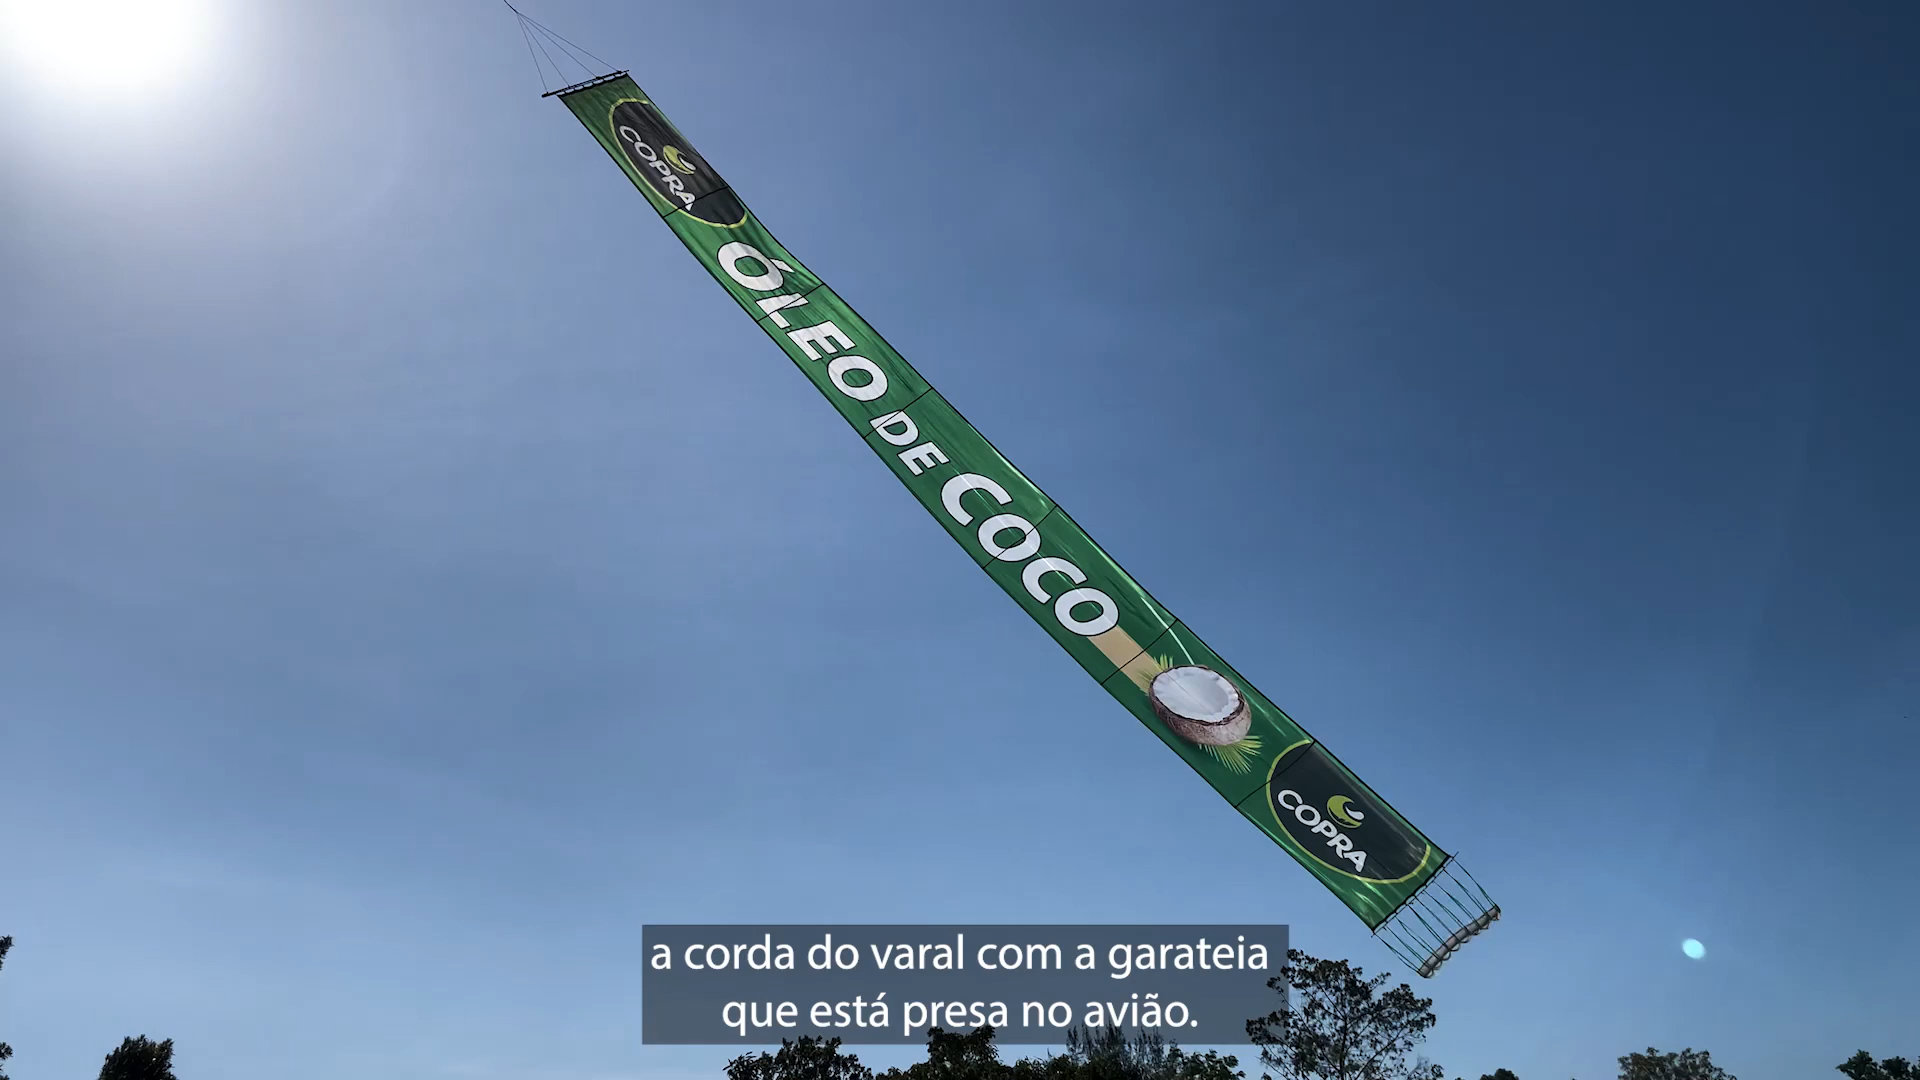 COPRA
ÓLEO DE COCO
COPRA
a corda do varal com a garateia
que está presa no avião.